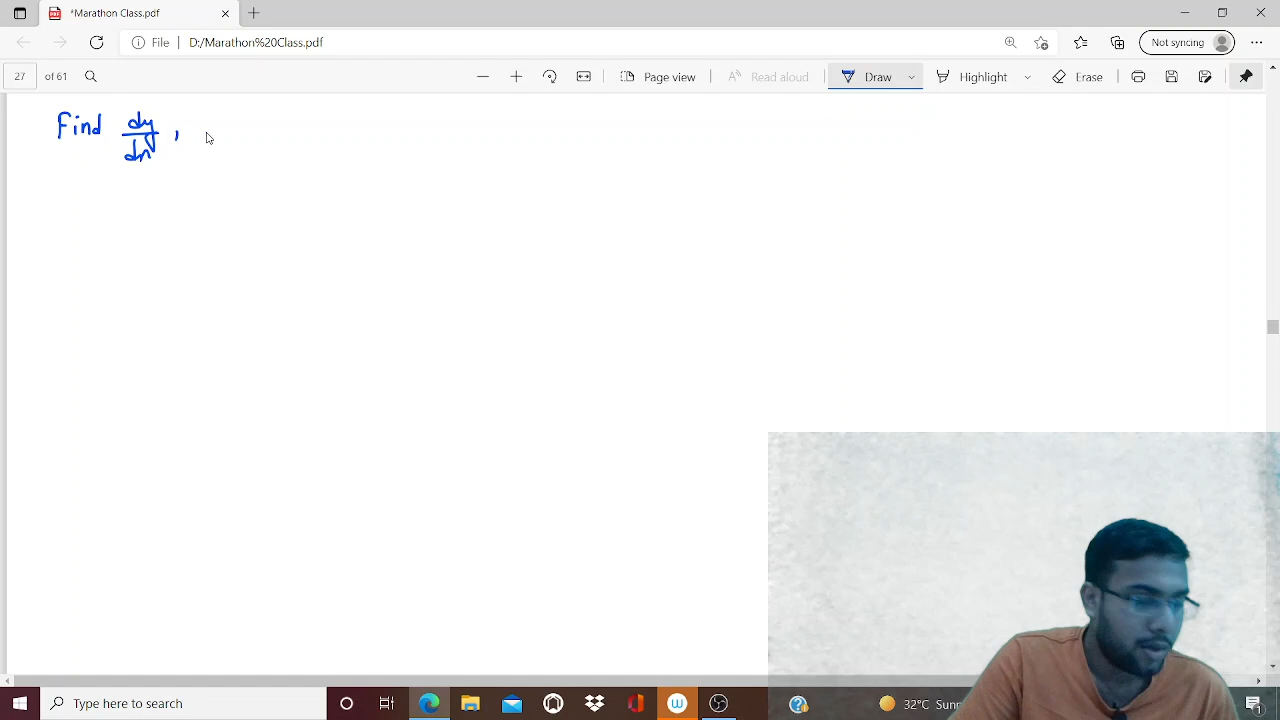 *Marathon Class.pdf
File | D:/Marathon%20Class.pdf
Not syncing
27 of 61
Page view
Read aloud
Draw
Highlight
Erase
Find dy/dx ,
Type here to search
W
32°C Sunn